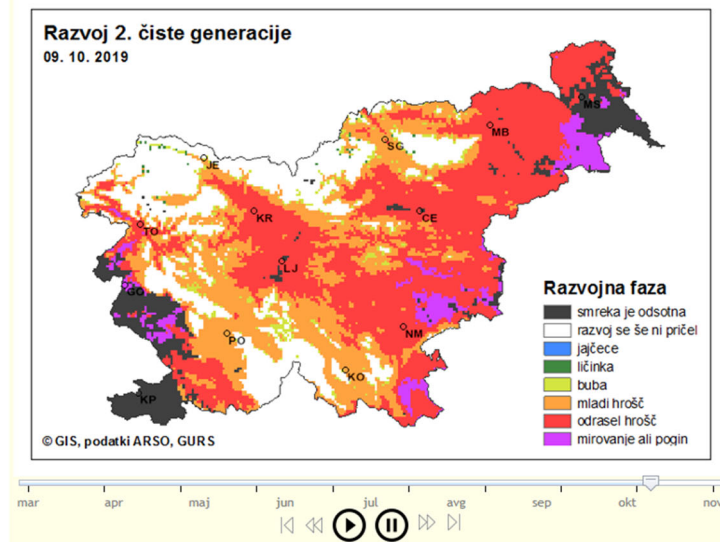 Razvoj 2. čiste generacije
09. 10. 2019
MS
MB
SG
JE
KR
CE
TO
LJ
GO
NM
PO
KO
KP
Razvojna faza
smreka je odsotna
razvoj se še ni pričel
jajčece
ličinka
buba
mladi hrošč
odrasel hrošč
mirovanje ali pogin
© GIS, podatki ARSO, GURS
mar apr maj jun jul avg sep okt nov